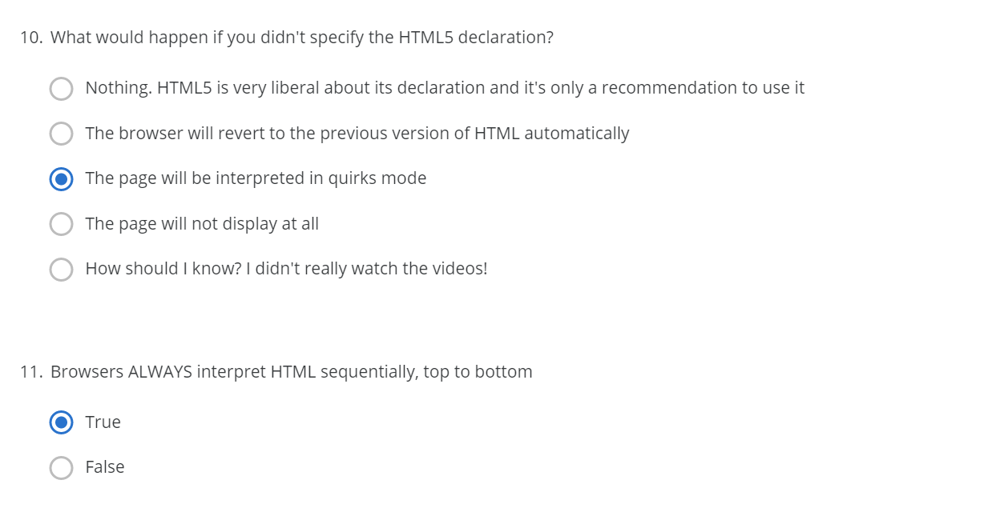 10. What would happen if you didn't specify the HTML5 declaration?
Nothing. HTML5 is very liberal about its declaration and it's only a recommendation to use it
The browser will revert to the previous version of HTML automatically
The page will be interpreted in quirks mode
The page will not display at all
How should I know? I didn't really watch the videos!
11. Browsers ALWAYS interpret HTML sequentially, top to bottom
True
False